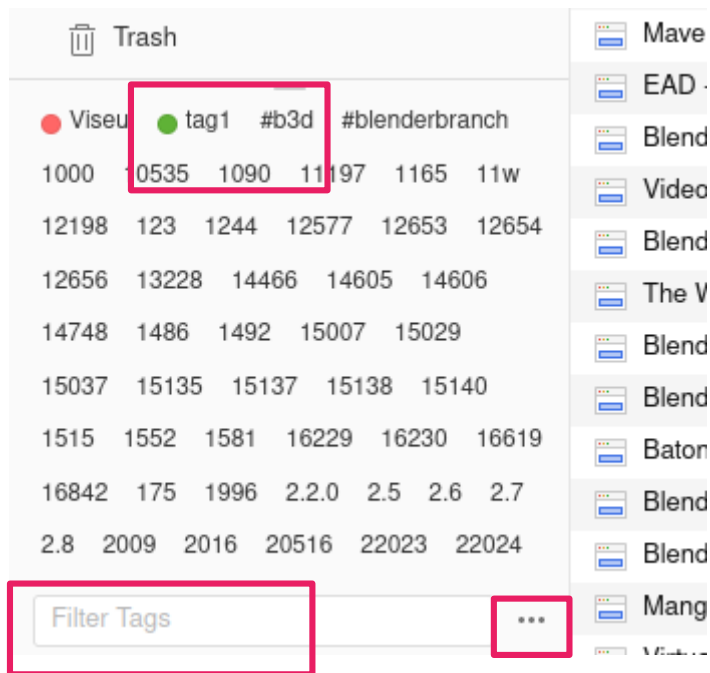 Trash
Viseu tag1 #b3d #blenderbranch
1000 10535 1090 11197 1165 11w
12198 123 1244 12577 12653 12654
12656 13228 14466 14605 14606
14748 1486 1492 15007 15029
15037 15135 15137 15138 15140
1515 1552 1581 16229 16230 16619
16842 175 1996 2.2.0 2.5 2.6 2.7
2.8 2009 2016 20516 22023 22024
Filter Tags
Mave
EAD -
Blend
Video
Blend
The
Blend
Blend
Baton
Blend
Blend
Mang